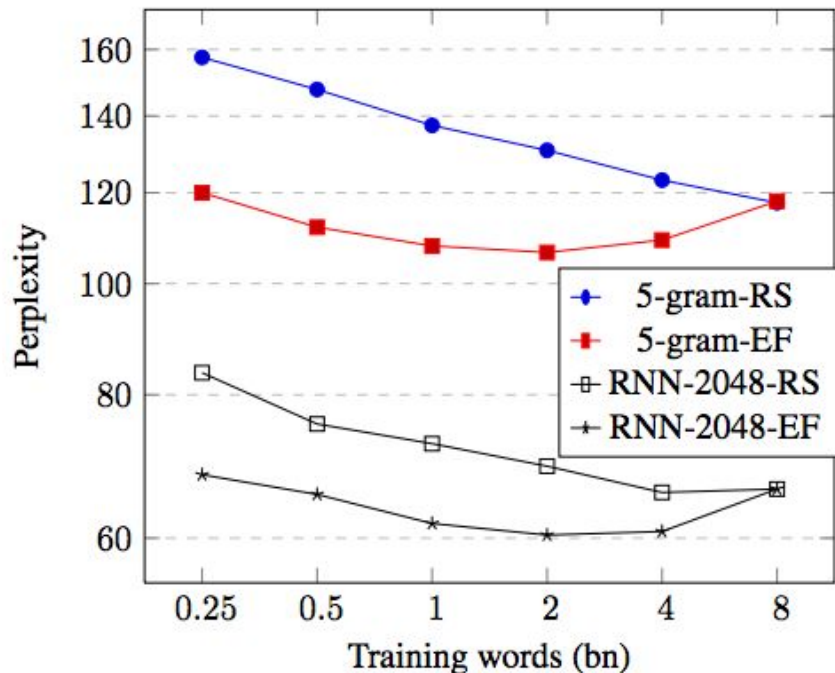 160
140
120
100
80
60
Perplexity
5-gram-RS
5-gram-EF
RNN-2048-RS
RNN-2048-EF
0.25 0.5 1 2 4 8
Training words (bn)